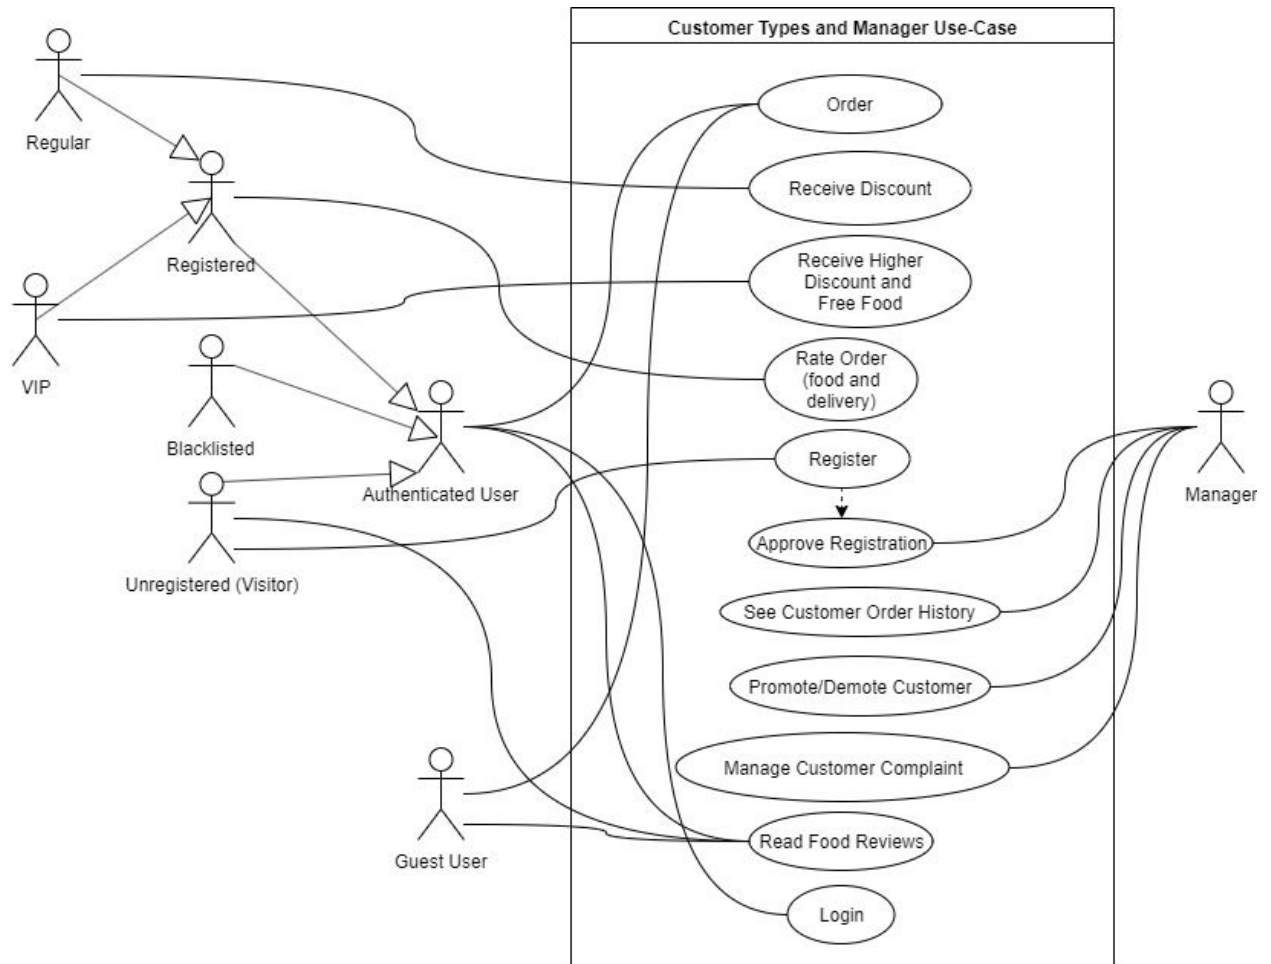 Customer Types and Manager Use-Case
Regular
Order
Receive Discount
Registered
Receive Higher
Discount and
Free Food
VIP
Rate Order
(food and
delivery)
Blacklisted
Register
Authenticated User
Manager
Approve Registration
Unregistered (Visitor)
See Customer Order History
Promote/Demote Customer
Manage Customer Complaint
Read Food Reviews
Guest User
Login